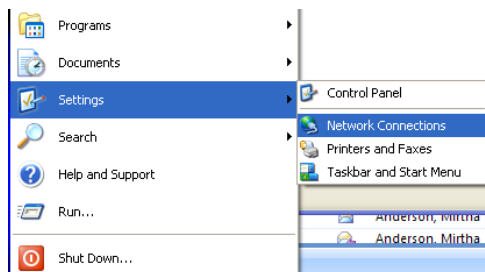 Programs
Documents
Settings
Search
Help and Support
Run...
Shut Down...
Control Panel
Network Connections
Printers and Faxes
Taskbar and Start Menu
Anderson, Mirtha
Anderson, Mirtha